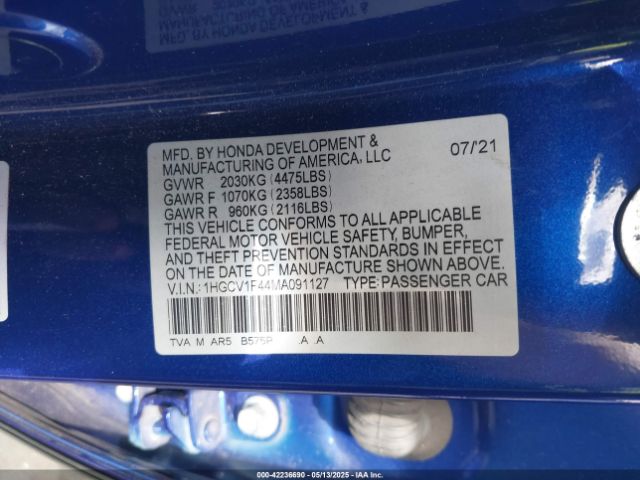 MFD. BY HONDA DEVELOPMENT &
MANUFACTURING OF AMERICA, LLC 07/'21
GVWR 2030KG (4475LBS)
GAWR F 1070KG (2358LBS)
GAWR R 960KG (2116LBS)
THIS VEHICLE CONFORMS TO ALL APPLICABLE
FEDERAL MOTOR VEHICLE SAFETY, BUMPER,
AND THEFT PREVENTION STANDARDS IN EFFECT
ON THE DATE OF MANUFACTURE SHOWN ABOVE.
V.I.N.:1HGCV1F44MA091127 TYPE:PASSENGER CAR
TVA M AR5 B575P .A .A
000-42236690 - 05/13/2025 - IAAI.COM